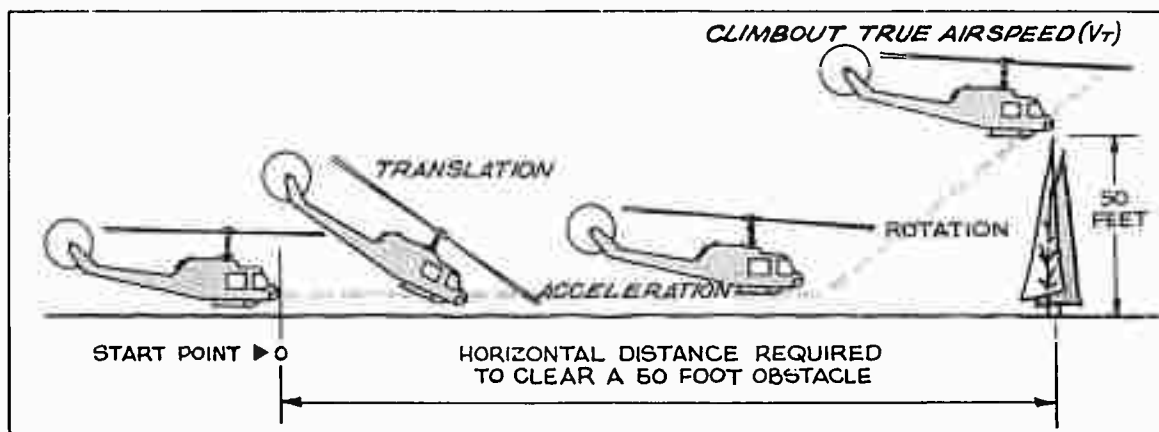 CLIMBOUT TRUE AIRSPEED (VT)
TRANSLATION
50
FEET
ROTATION
ACCELERATION
START POINT ▶ O
HORIZONTAL DISTANCE REQUIRED
TO CLEAR A 50 FOOT OBSTACLE